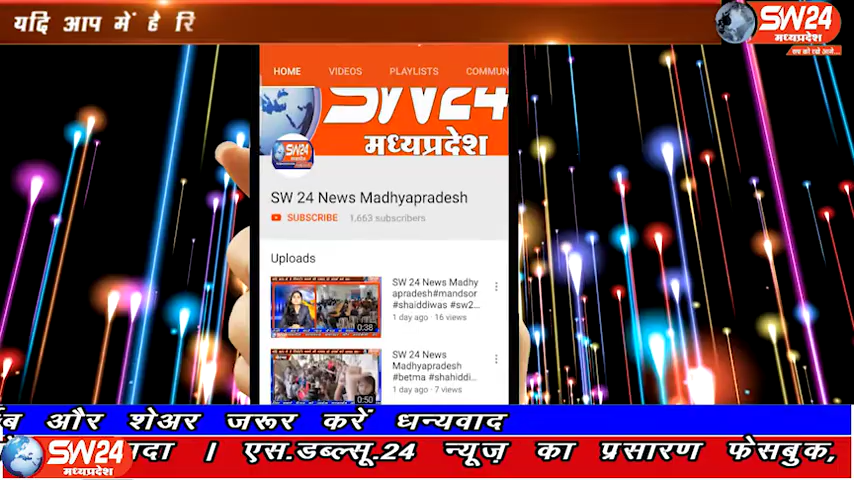 यदि आप में है रि
SW24
मध्यप्रदेश
HOME VIDEOS PLAYLISTS COMMUN
SW24
मध्यप्रदेश
SW24
SW 24 News Madhyapradesh
SUBSCRIBE 1,663 subscribers
Uploads
SW 24 News Madhy
apradesh#mandsor
#shaiddiwas #sw2...
1 day ago · 16 views
0:38
SW 24 News
Madhyapradesh
#betma #shahiddi...
1 day ago · 7 views
0:50
और शेअर जरूर करें धन्यवाद
SW24
मध्यप्रदेश
। एस.डब्ल्सू.24 न्यूज़ का प्रसारण फेसबुक,